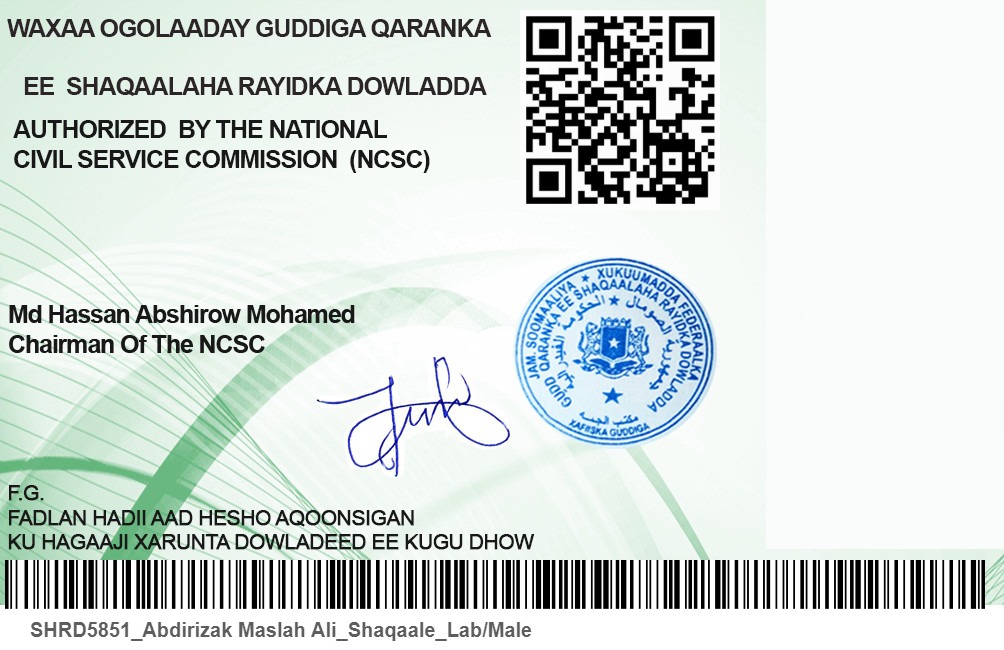 WAXAA OGOLAADAY GUDDIGA QARANKA
EE SHAQAALAHA RAYIDKA DOWLADDA
AUTHORIZED BY THE NATIONAL
CIVIL SERVICE COMMISSION (NCSC)
JAM. SOOMAALIYA ★ XUKUUMADDA FEDERAALKA
GUDD QARANKA EE SHAQAALAHA RAYIDKA DOWLADDA
XAFIISKA GUDDIGA
Md Hassan Abshirow Mohamed
Chairman Of The NCSC
F.G.
FADLAN HADII AAD HESHO AQOONSIGAN
KU HAGAAJI XARUNTA DOWLADEED EE KUGU DHOW
SHRD5851_Abdirizak Maslah Ali_Shaqaale_Lab/Male